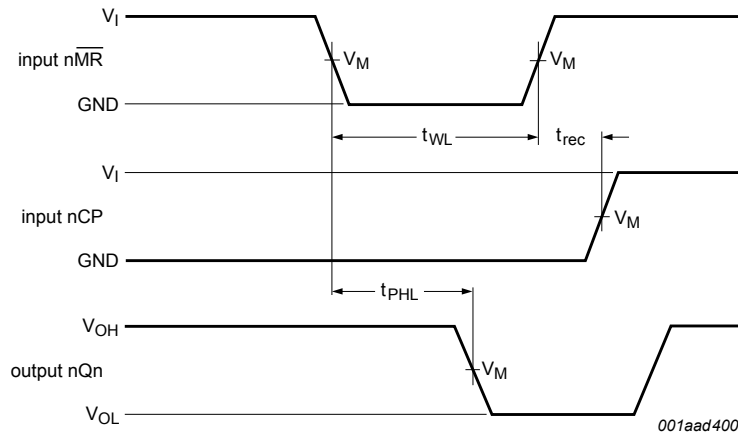 V_I
input nM̅R̅
V_M
V_M
GND
t_WL
t_rec
V_I
input nCP
V_M
GND
t_PHL
V_OH
output nQn
V_M
V_OL
001aad400